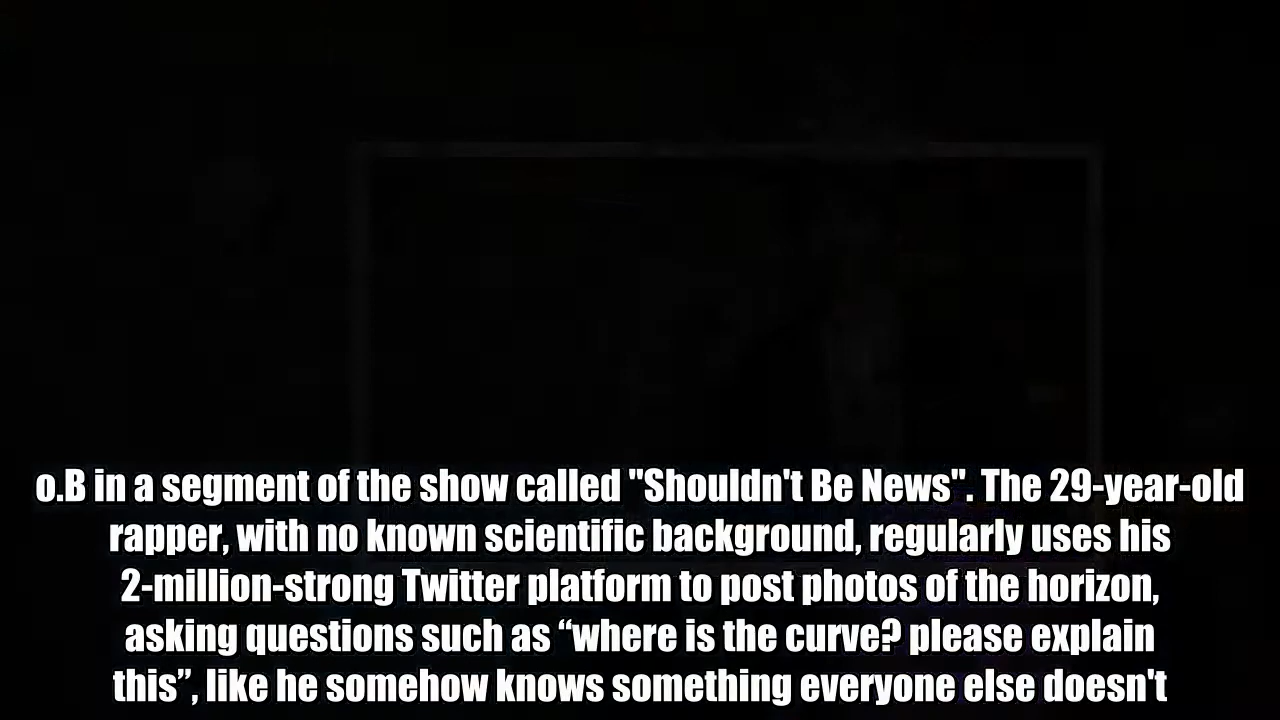 o.B in a segment of the show called "Shouldn't Be News". The 29-year-old
rapper, with no known scientific background, regularly uses his
2-million-strong Twitter platform to post photos of the horizon,
asking questions such as “where is the curve? please explain
this”, like he somehow knows something everyone else doesn't